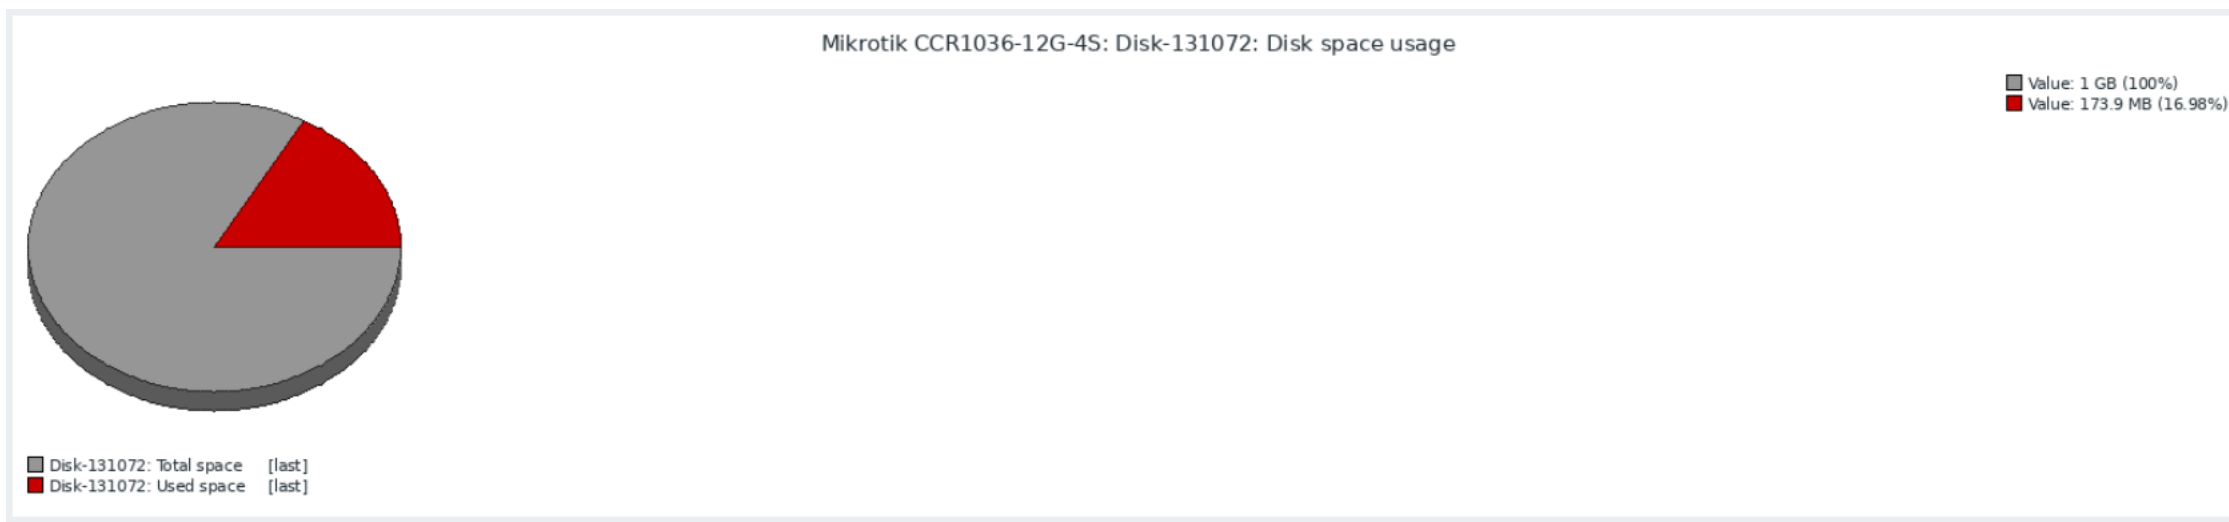 Mikrotik CCR1036-12G-4S: Disk-131072: Disk space usage
Value: 1 GB (100%)
Value: 173.9 MB (16.98%)
Disk-131072: Total space [last]
Disk-131072: Used space [last]